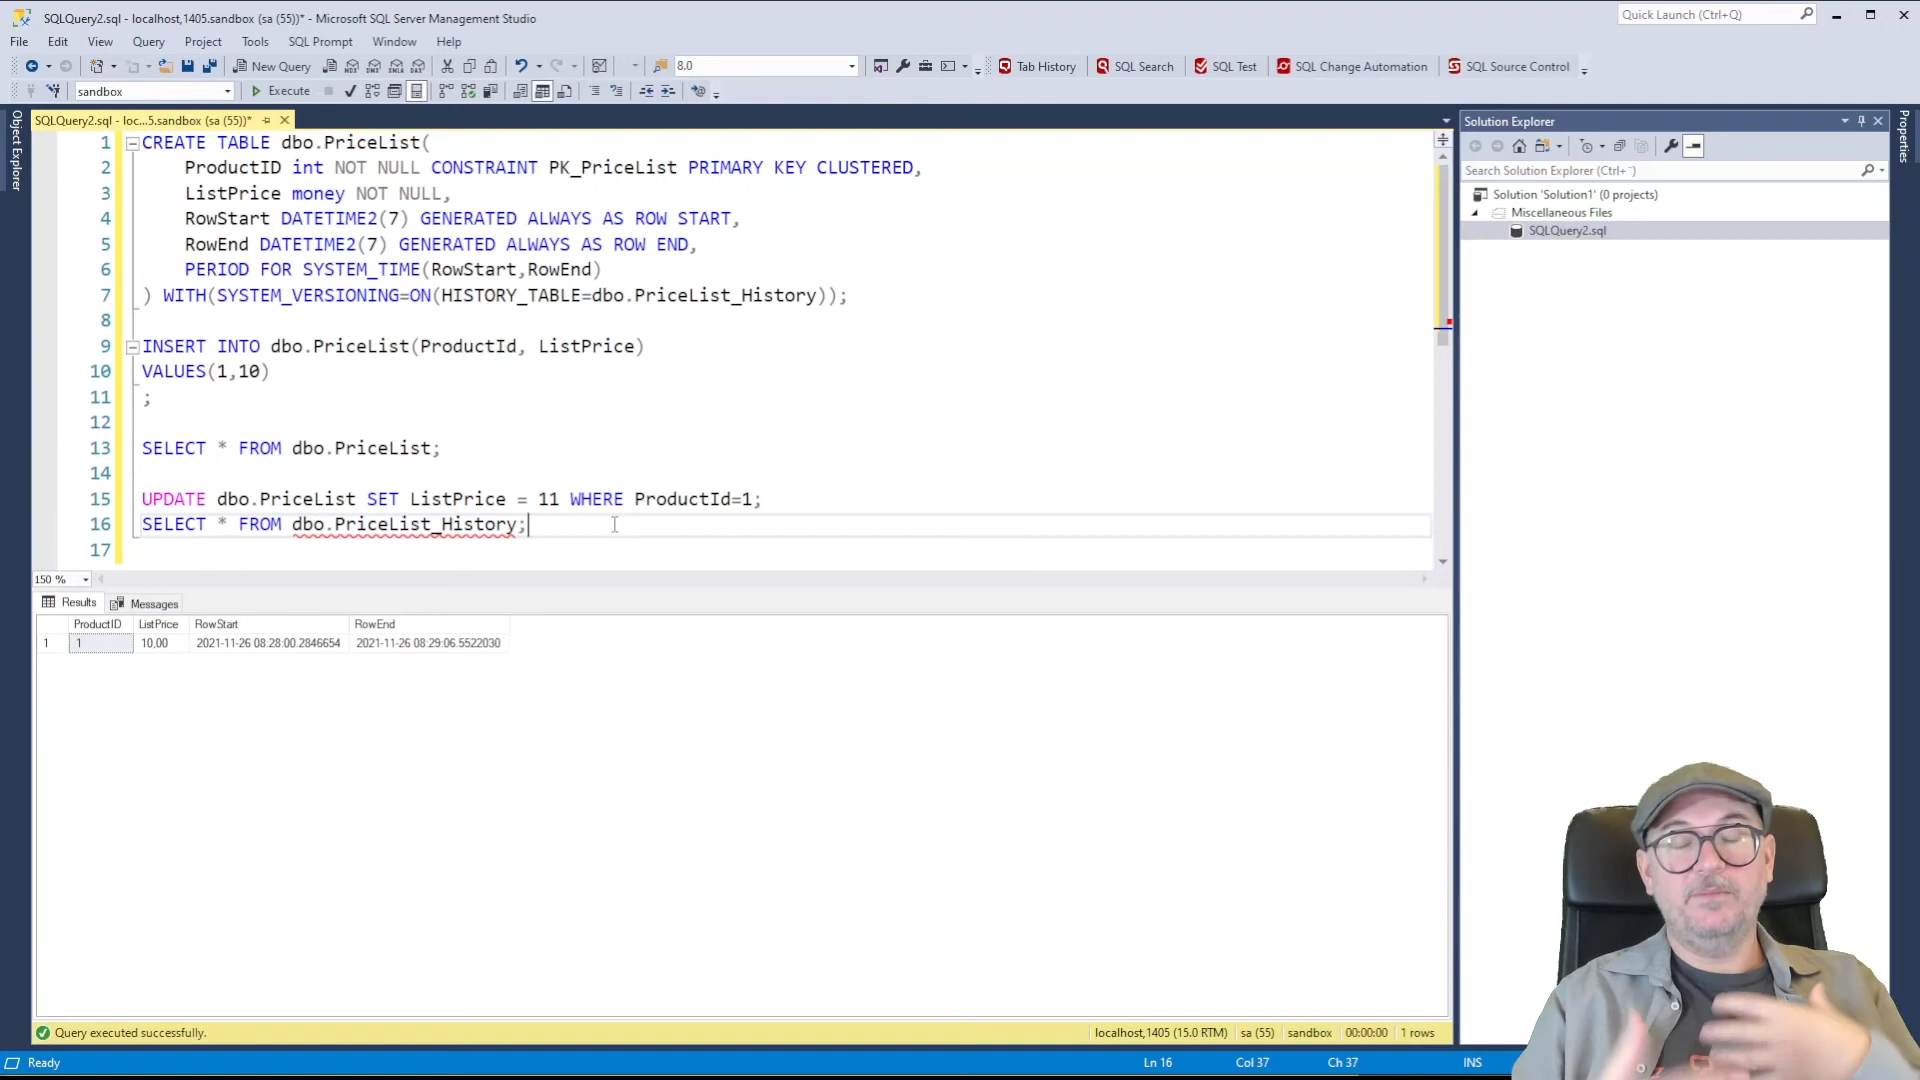 SQLQuery2.sql - localhost,1405.sandbox (sa (55))* - Microsoft SQL Server Management Studio
Quick Launch (Ctrl+Q)
File Edit View Query Project Tools SQL Prompt Window Help
New Query
8.0
Tab History SQL Search SQL Test SQL Change Automation SQL Source Control
sandbox
Execute
Object Explorer
SQLQuery2.sql - loc...5.sandbox (sa (55))*
1 CREATE TABLE dbo.PriceList(
2 ProductID int NOT NULL CONSTRAINT PK_PriceList PRIMARY KEY CLUSTERED,
3 ListPrice money NOT NULL,
4 RowStart DATETIME2(7) GENERATED ALWAYS AS ROW START,
5 RowEnd DATETIME2(7) GENERATED ALWAYS AS ROW END,
6 PERIOD FOR SYSTEM_TIME(RowStart,RowEnd)
7 ) WITH(SYSTEM_VERSIONING=ON(HISTORY_TABLE=dbo.PriceList_History));
8
9 INSERT INTO dbo.PriceList(ProductId, ListPrice)
10 VALUES(1,10)
11 ;
12
13 SELECT * FROM dbo.PriceList;
14
15 UPDATE dbo.PriceList SET ListPrice = 11 WHERE ProductId=1;
16 SELECT * FROM dbo.PriceList_History;
17
150 %
Results Messages
ProductID ListPrice RowStart RowEnd
1 1 10,00 2021-11-26 08:28:00.2846654 2021-11-26 08:29:06.5522030
Query executed successfully.
localhost,1405 (15.0 RTM) sa (55) sandbox 00:00:00 1 rows
Ready
Ln 16 Col 37 Ch 37 INS
Solution Explorer
Search Solution Explorer (Ctrl+¨)
Solution 'Solution1' (0 projects)
Miscellaneous Files
SQLQuery2.sql
Properties